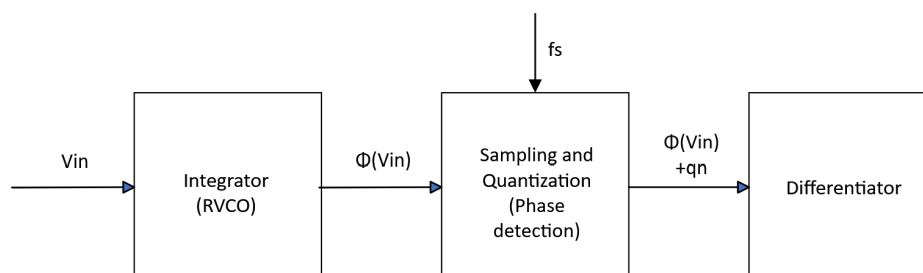 fs
Vin
Integrator
(RVCO)
Φ(Vin)
Sampling and
Quantization
(Phase
detection)
Φ(Vin)
+qn
Differentiator